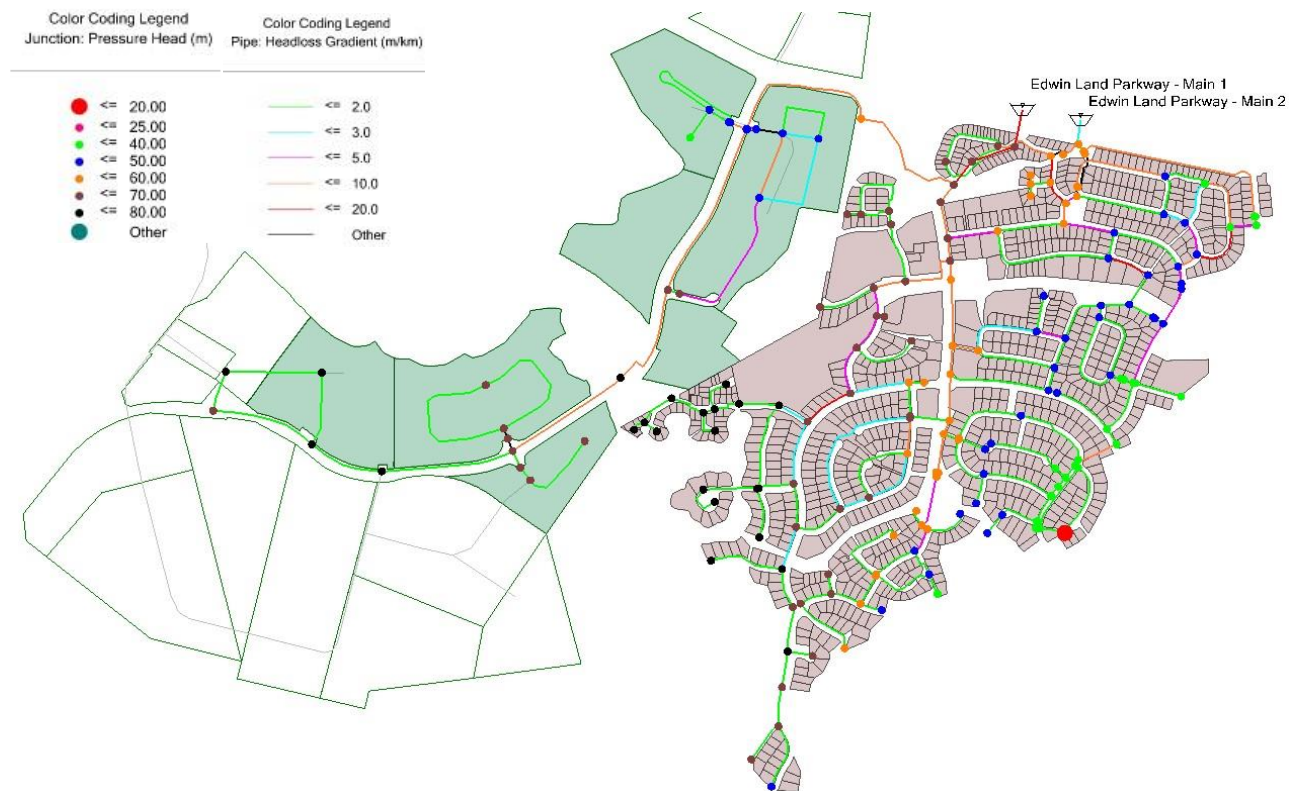 Color Coding Legend
Junction: Pressure Head (m)
<= 20.00
<= 25.00
<= 40.00
<= 50.00
<= 60.00
<= 70.00
<= 80.00
Other
Color Coding Legend
Pipe: Headloss Gradient (m/km)
<= 2.0
<= 3.0
<= 5.0
<= 10.0
<= 20.0
Other
Edwin Land Parkway - Main 1
Edwin Land Parkway - Main 2